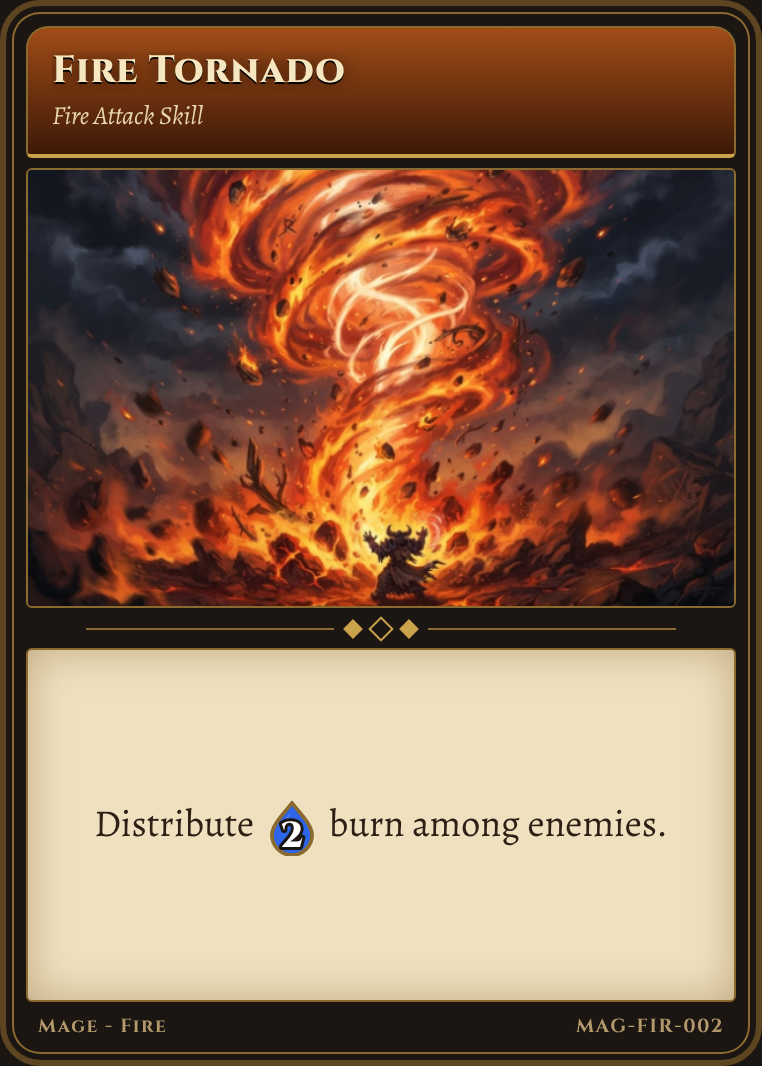 Fire Tornado
Fire Attack Skill
Distribute 2 burn among enemies.
Mage - Fire
MAG-FIR-002